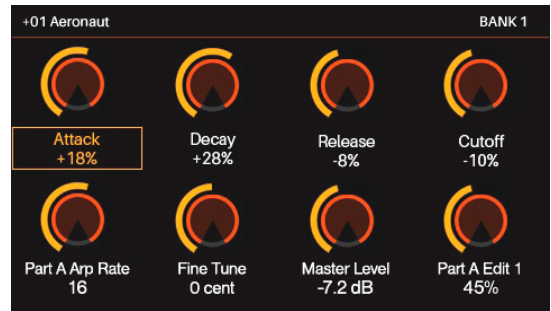 +01 Aeronaut BANK 1
Attack Decay Release Cutoff
+18% +28% -8% -10%
Part A Arp Rate Fine Tune Master Level Part A Edit 1
16 0 cent -7.2 dB 45%